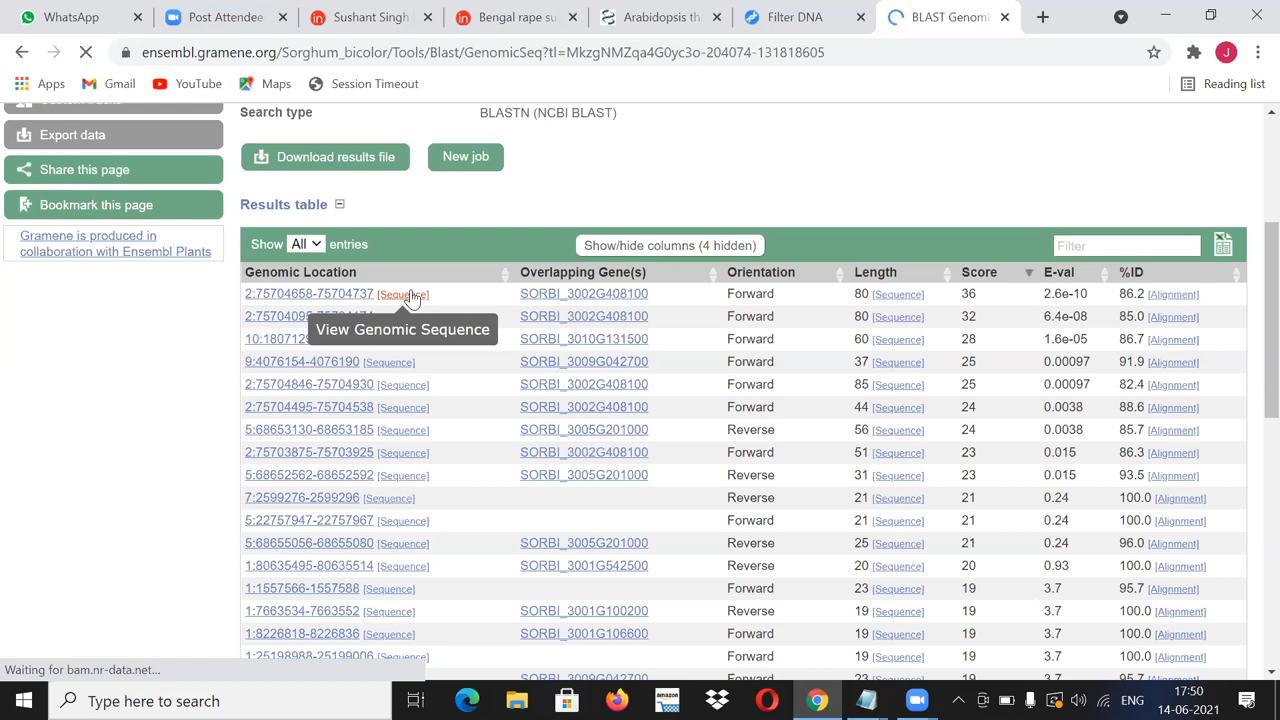 WhatsApp
Post Attendee
Sushant Singh
Bengal rape su
Arabidopsis th
Filter DNA
BLAST Genomi
ensembl.gramene.org/Sorghum_bicolor/Tools/Blast/GenomicSeq?tl=MkzgNMZqa4G0yc3o-204074-131818605
J
Apps
Gmail
YouTube
Maps
Session Timeout
Reading list
Export data
Share this page
Bookmark this page
Gramene is produced in
collaboration with Ensembl Plants
Search type BLASTN (NCBI BLAST)
Download results file
New job
Results table
Show All entries
Show/hide columns (4 hidden)
Filter
Genomic Location Overlapping Gene(s) Orientation Length Score E-val %ID
2:75704658-75704737 [Sequence] SORBI_3002G408100 Forward 80 [Sequence] 36 2.6e-10 86.2 [Alignment]
SORBI_3002G408100 Forward 80 [Sequence] 32 6.4e-08 85.0 [Alignment]
View Genomic Sequence
SORBI_3010G131500 Forward 60 [Sequence] 28 1.6e-05 86.7 [Alignment]
9:4076154-4076190 [Sequence] SORBI_3009G042700 Forward 37 [Sequence] 25 0.00097 91.9 [Alignment]
2:75704846-75704930 [Sequence] SORBI_3002G408100 Forward 85 [Sequence] 25 0.00097 82.4 [Alignment]
2:75704495-75704538 [Sequence] SORBI_3002G408100 Forward 44 [Sequence] 24 0.0038 88.6 [Alignment]
5:68653130-68653185 [Sequence] SORBI_3005G201000 Reverse 56 [Sequence] 24 0.0038 85.7 [Alignment]
2:75703875-75703925 [Sequence] SORBI_3002G408100 Forward 51 [Sequence] 23 0.015 86.3 [Alignment]
5:68652562-68652592 [Sequence] SORBI_3005G201000 Reverse 31 [Sequence] 23 0.015 93.5 [Alignment]
7:2599276-2599296 [Sequence] Reverse 21 [Sequence] 21 0.24 100.0 [Alignment]
5:22757947-22757967 [Sequence] Forward 21 [Sequence] 21 0.24 100.0 [Alignment]
5:68655056-68655080 [Sequence] SORBI_3005G201000 Reverse 25 [Sequence] 21 0.24 96.0 [Alignment]
1:80635495-80635514 [Sequence] SORBI_3001G542500 Forward 20 [Sequence] 20 0.93 100.0 [Alignment]
1:1557566-1557588 [Sequence] Forward 23 [Sequence] 19 3.7 95.7 [Alignment]
1:7663534-7663552 [Sequence] SORBI_3001G100200 Reverse 19 [Sequence] 19 3.7 100.0 [Alignment]
1:8226818-8226836 [Sequence] SORBI_3001G106600 Forward 19 [Sequence] 19 3.7 100.0 [Alignment]
1:25198988-25199006 [Sequence] Forward 19 [Sequence] 19 3.7 100.0 [Alignment]
Waiting for bam.nr-data.net...
Type here to search
amazon
ENG
17:50
14-06-2021